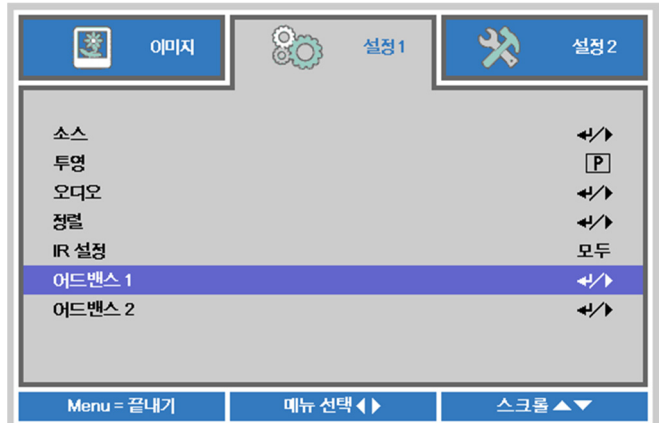 이미지 설정1 설정2
소스 ↵/▶
투영 P
오디오 ↵/▶
정렬 ↵/▶
IR 설정 모두
어드밴스 1 ↵/▶
어드밴스 2 ↵/▶
Menu = 끝내기 메뉴 선택 ◀▶ 스크롤 ▲▼